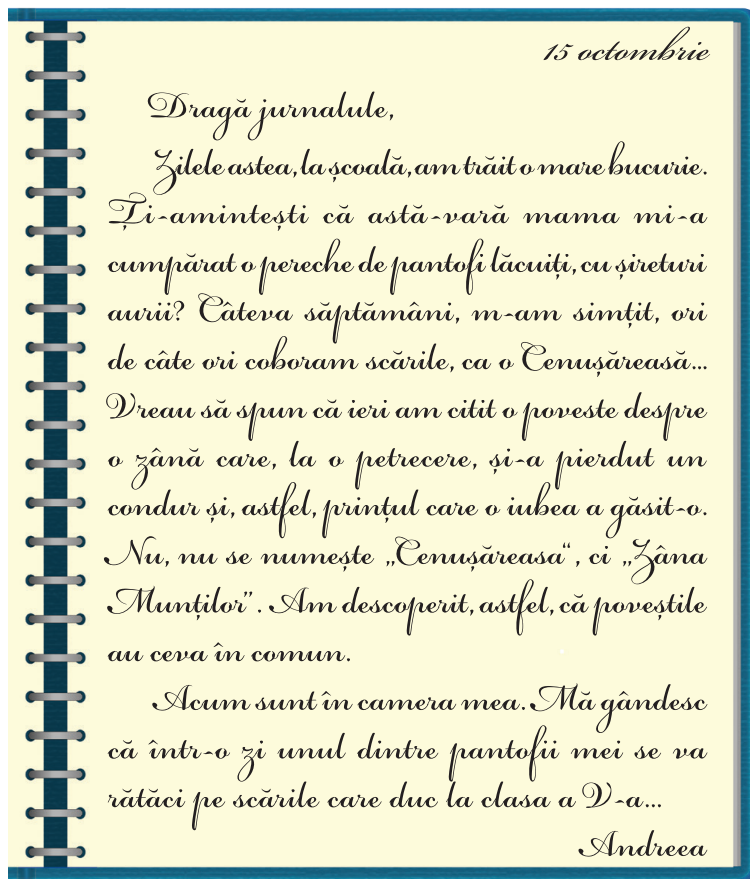 15 octombrie
Dragă jurnalule,
Zilele astea, la școală, am trăit o mare bucurie.
Ți-amintești că astă-vară mama mi-a
cumpărat o pereche de pantofi lăcuiți, cu șireturi
aurii? Câteva săptămâni, m-am simțit, ori
de câte ori coboram scările, ca o Cenușăreasă...
Vreau să spun că ieri am citit o poveste despre
o zână care, la o petrecere, și-a pierdut un
condur și, astfel, prințul care o iubea a găsit-o.
Nu, nu se numește „Cenușăreasa“, ci „Zâna
Munților”. Am descoperit, astfel, că poveștile
au ceva în comun.
Acum sunt în camera mea. Mă gândesc
că într-o zi unul dintre pantofii mei se va
rătăci pe scările care duc la clasa a V-a...
Andreea